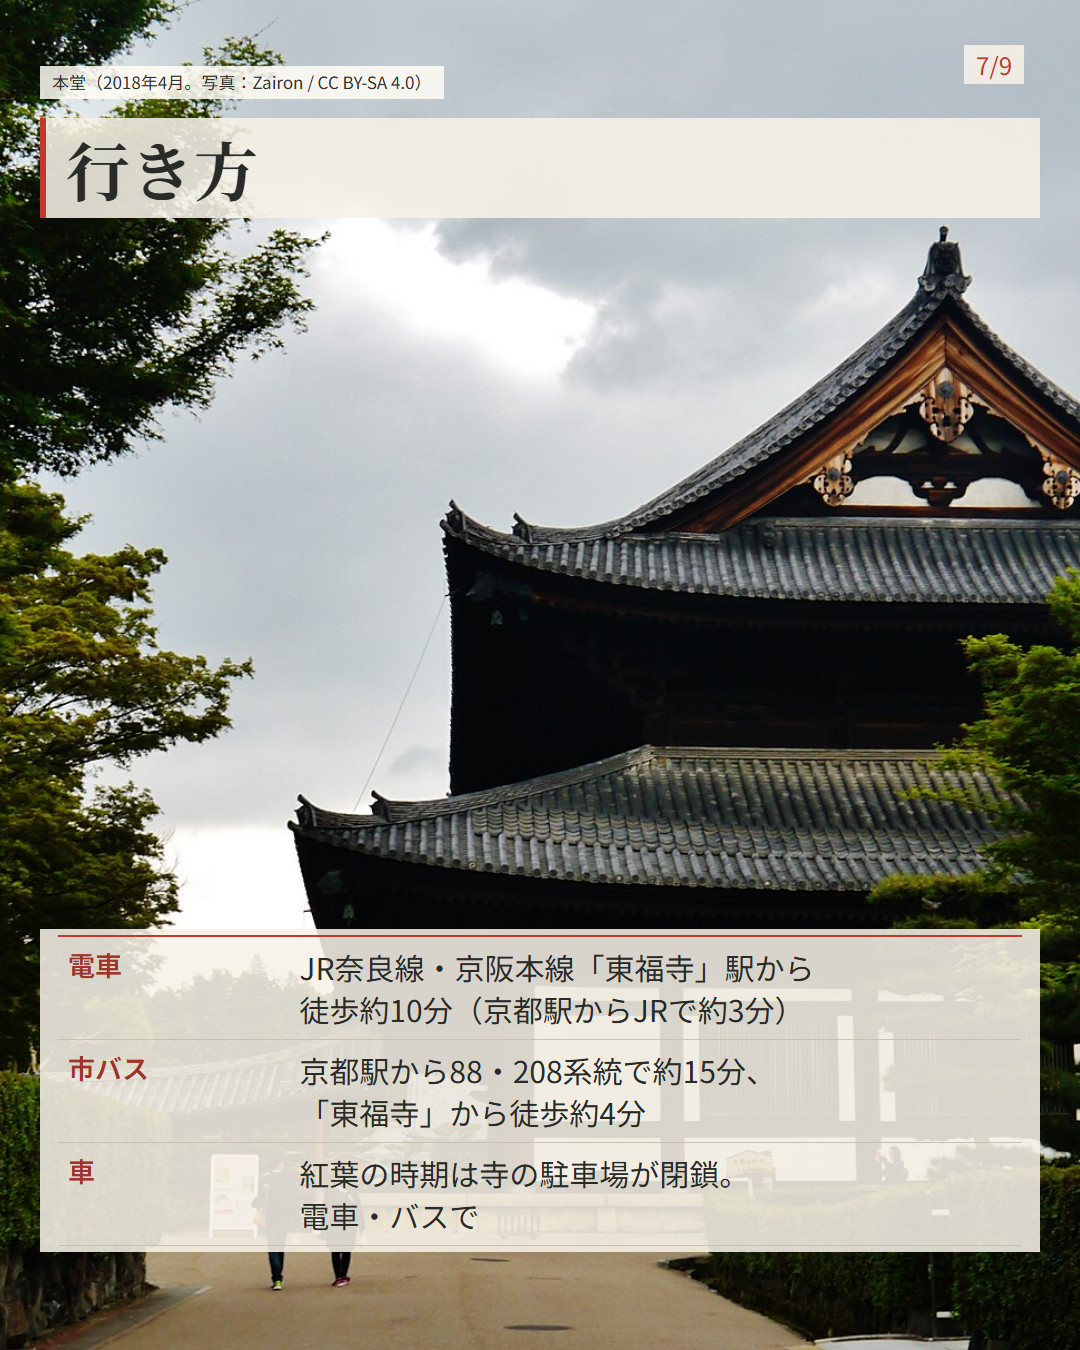 7/9
本堂（2018年4月。写真：Zairon / CC BY-SA 4.0）
行き方
電車
JR奈良線・京阪本線「東福寺」駅から
徒歩約10分（京都駅からJRで約3分）
市バス
京都駅から88・208系統で約15分、
「東福寺」から徒歩約4分
車
紅葉の時期は寺の駐車場が閉鎖。
電車・バスで